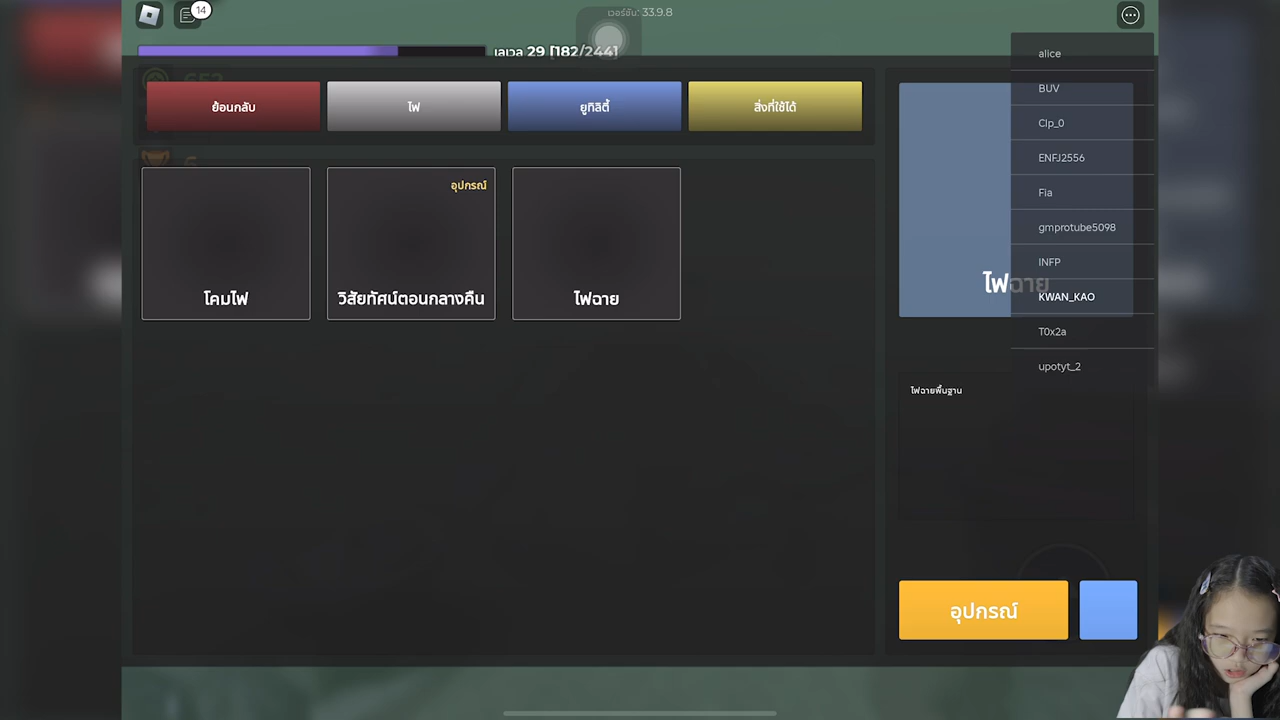 14
เวอร์ชัน: 33.9.8
เลเวล 29 [182/244]
652
6
ย้อนกลับ
ไฟ
ยูทิลิตี้
สิ่งที่ใช้ได้
โคมไฟ
อุปกรณ์
วิสัยทัศน์ตอนกลางคืน
ไฟฉาย
ไฟฉาย
ไฟฉายพื้นฐาน
อุปกรณ์
alice
BUV
Clp_0
ENFJ2556
Fia
gmprotube5098
INFP
KWAN_KAO
T0x2a
upotyt_2